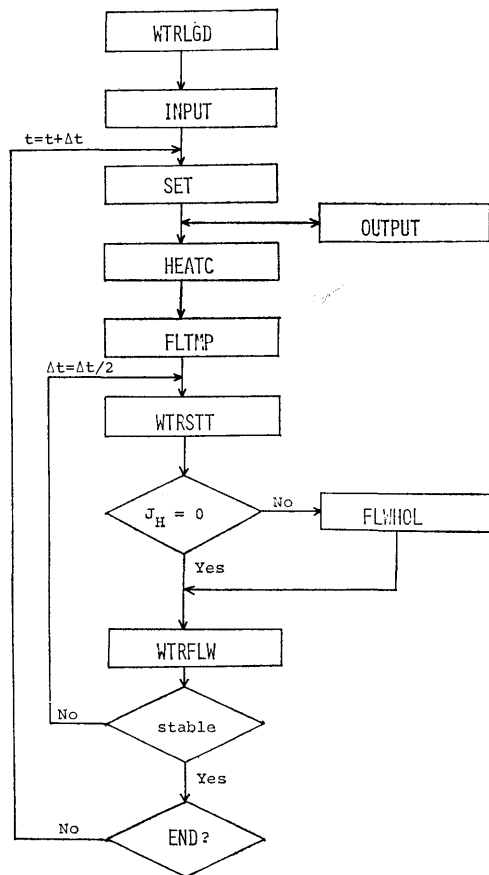 WTRLGD
INPUT
t=t+Δt
SET
OUTPUT
HEATC
FLTMP
Δt=Δt/2
WTRSTT
J_H = 0
No
FLWHOL
Yes
WTRFLW
No
stable
Yes
No
END?